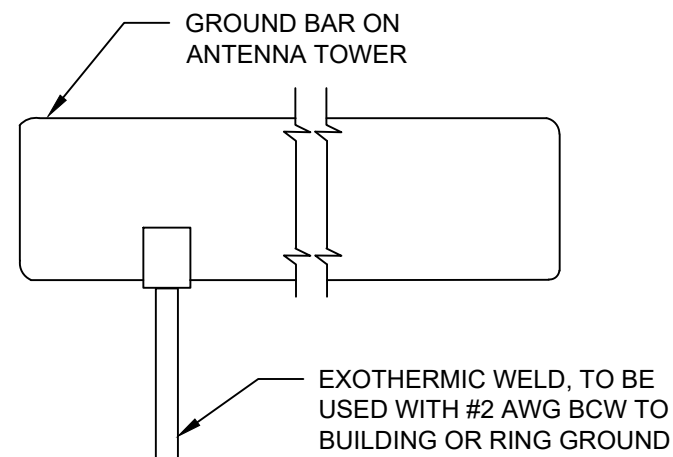 GROUND BAR ON
ANTENNA TOWER
EXOTHERMIC WELD, TO BE
USED WITH #2 AWG BCW TO
BUILDING OR RING GROUND